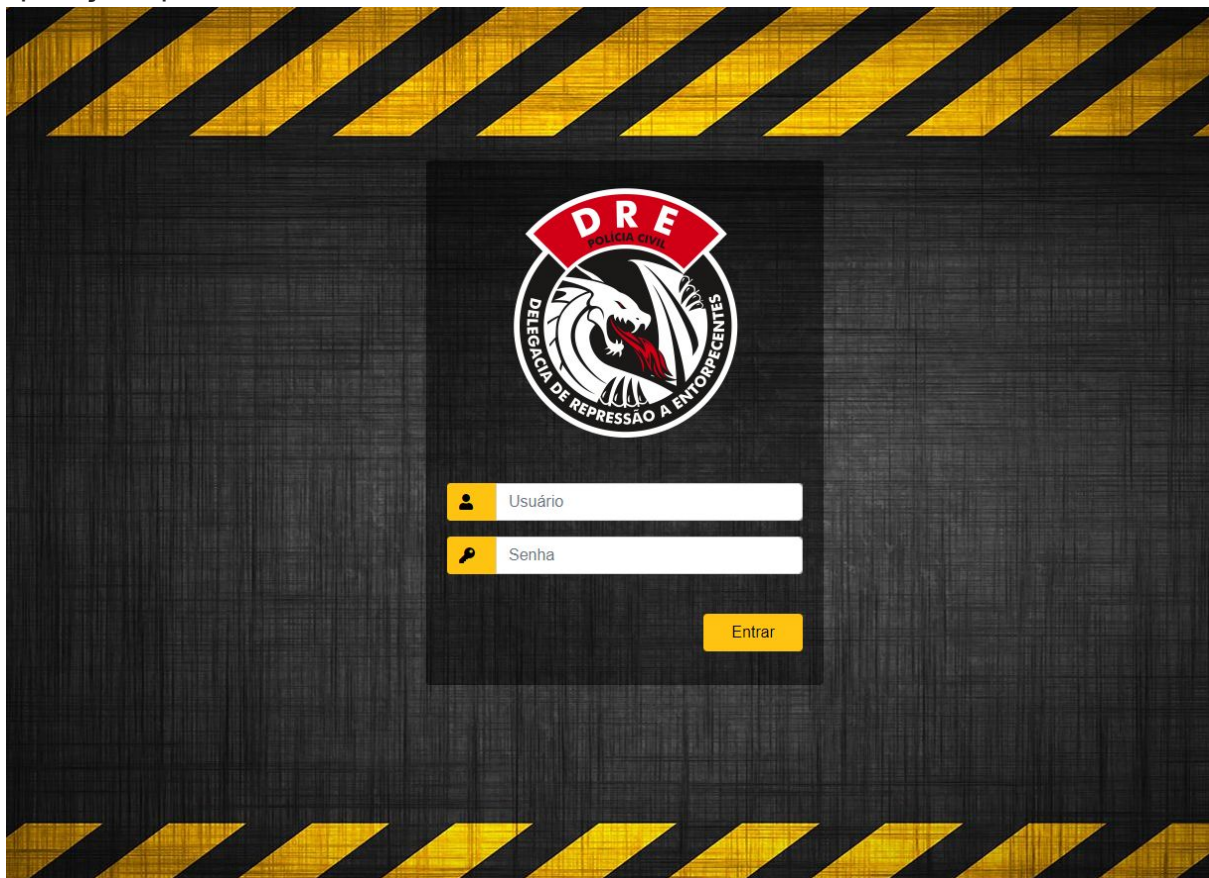 DRE
POLÍCIA CIVIL
DELEGACIA DE REPRESSÃO A ENTORPECENTES
Usuário
Senha
Entrar